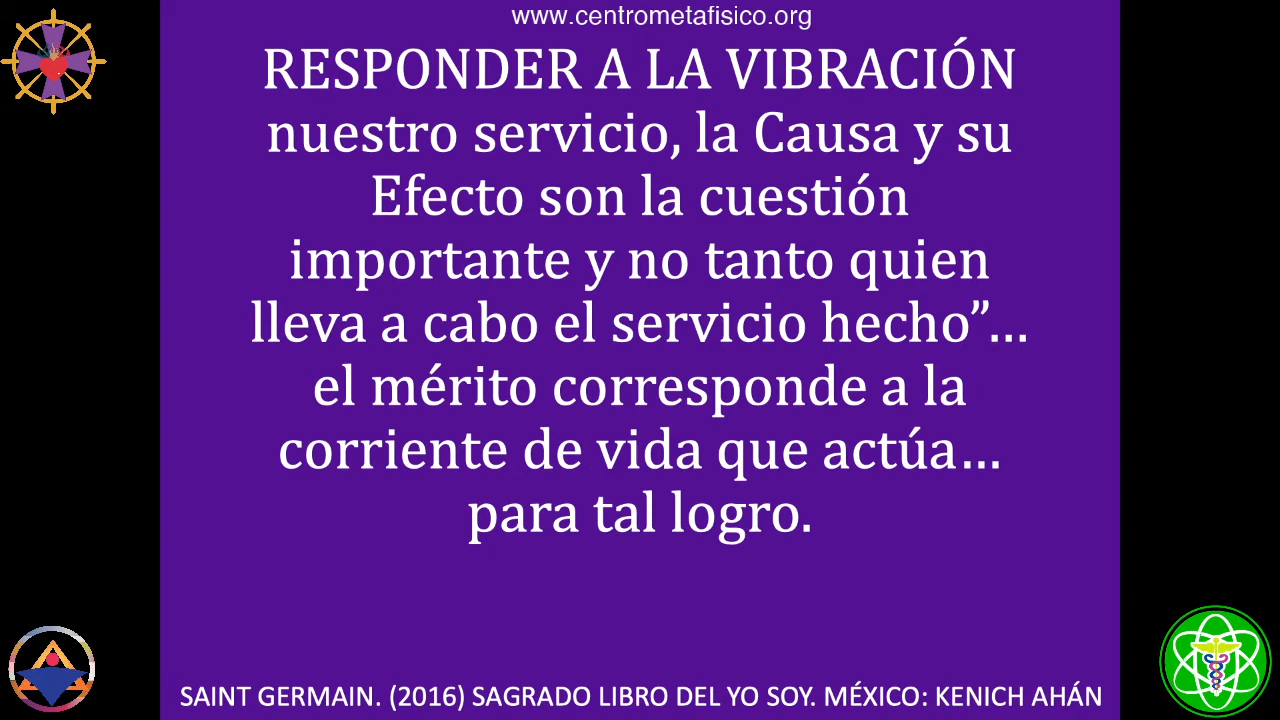 www.centrometafisico.org
RESPONDER A LA VIBRACIÓN
nuestro servicio, la Causa y su
Efecto son la cuestión
importante y no tanto quien
lleva a cabo el servicio hecho”...
el mérito corresponde a la
corriente de vida que actúa...
para tal logro.
SAINT GERMAIN. (2016) SAGRADO LIBRO DEL YO SOY. MÉXICO: KENICH AHÁN